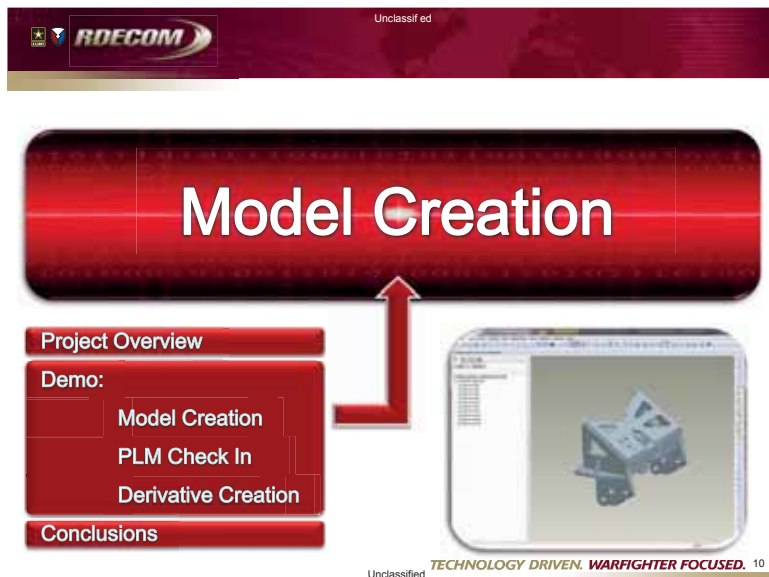 Unclassif ed
RDECOM
Model Creation
Project Overview
Demo:
Model Creation
PLM Check In
Derivative Creation
Conclusions
TECHNOLOGY DRIVEN. WARFIGHTER FOCUSED. 10
Unclassified